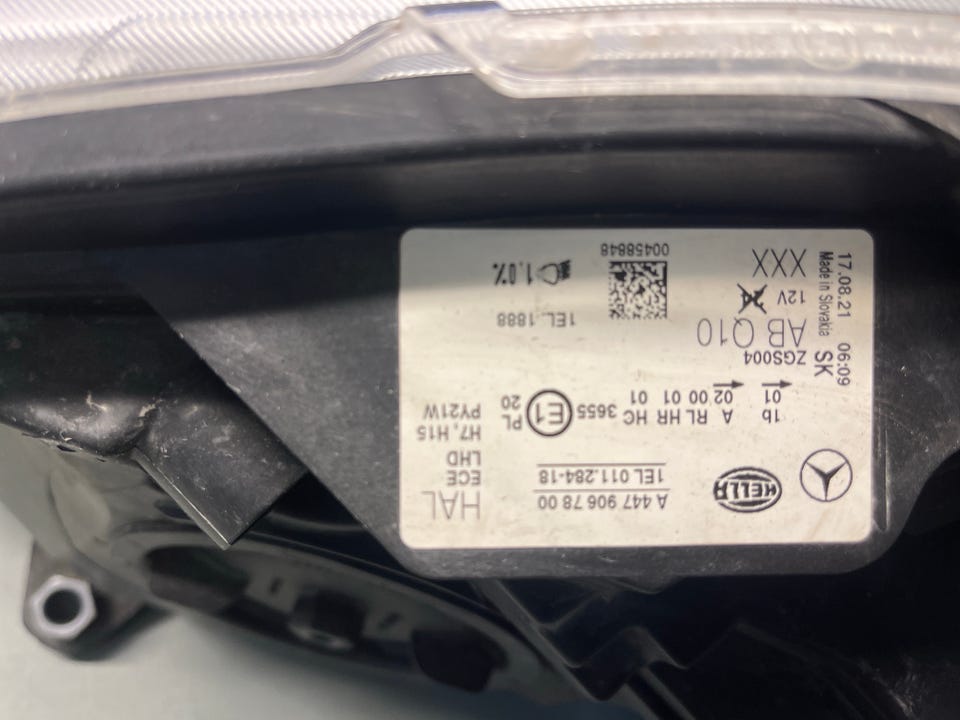 HELLA
A 447 906 78 00
1EL 011.284-18
HAL
ECE
LHD
H7, H15
PY21W
1b
01
A RL HR HC 3655 E1 PL
02 00 01 01 20
ZGS004
AB Q10
1EL. 1888
12V
XXX
00458848
1.0%
17.08.21 06:09
Made in Slovakia SK